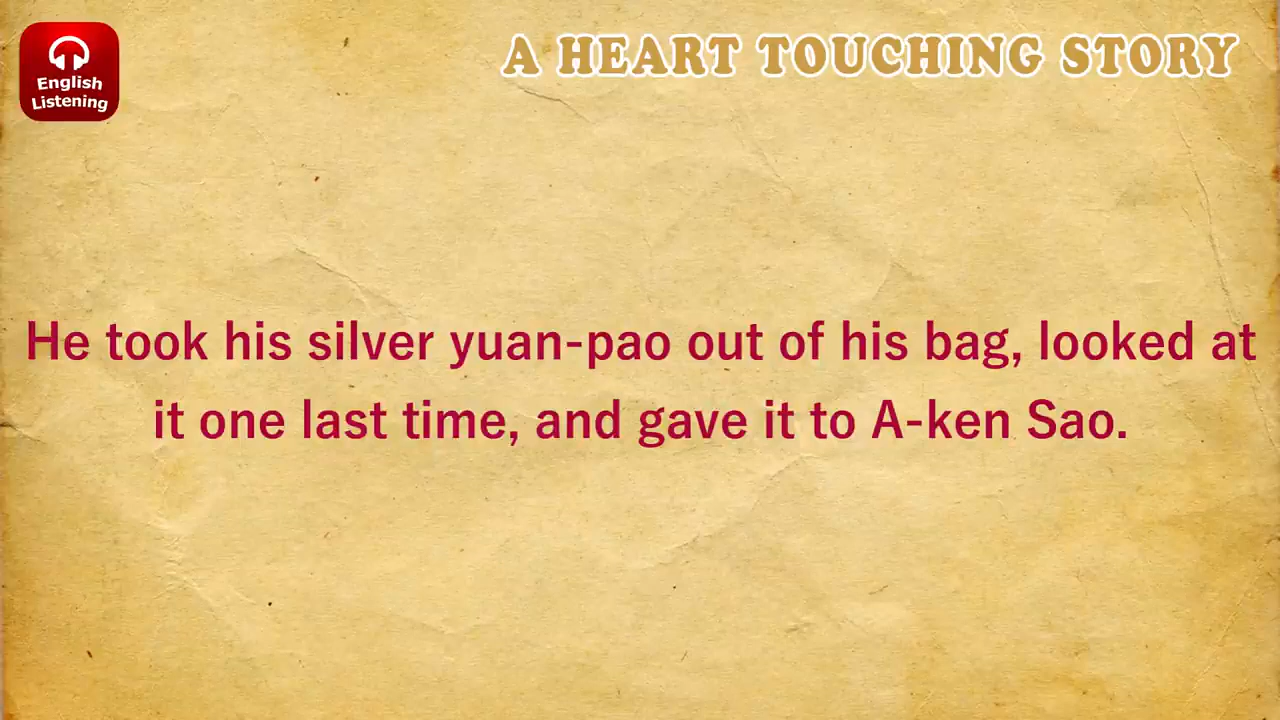 English
Listening
A HEART TOUCHING STORY
He took his silver yuan-pao out of his bag, looked at
it one last time, and gave it to A-ken Sao.